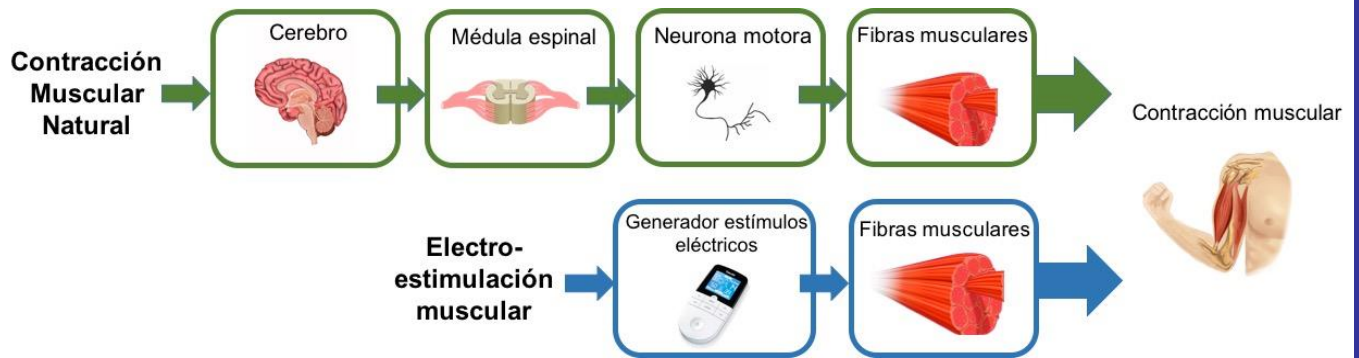 Contracción
Muscular
Natural
Cerebro
Médula espinal
Neurona motora
Fibras musculares
Contracción muscular
Electro-
estimulación
muscular
Generador estímulos
eléctricos
Fibras musculares